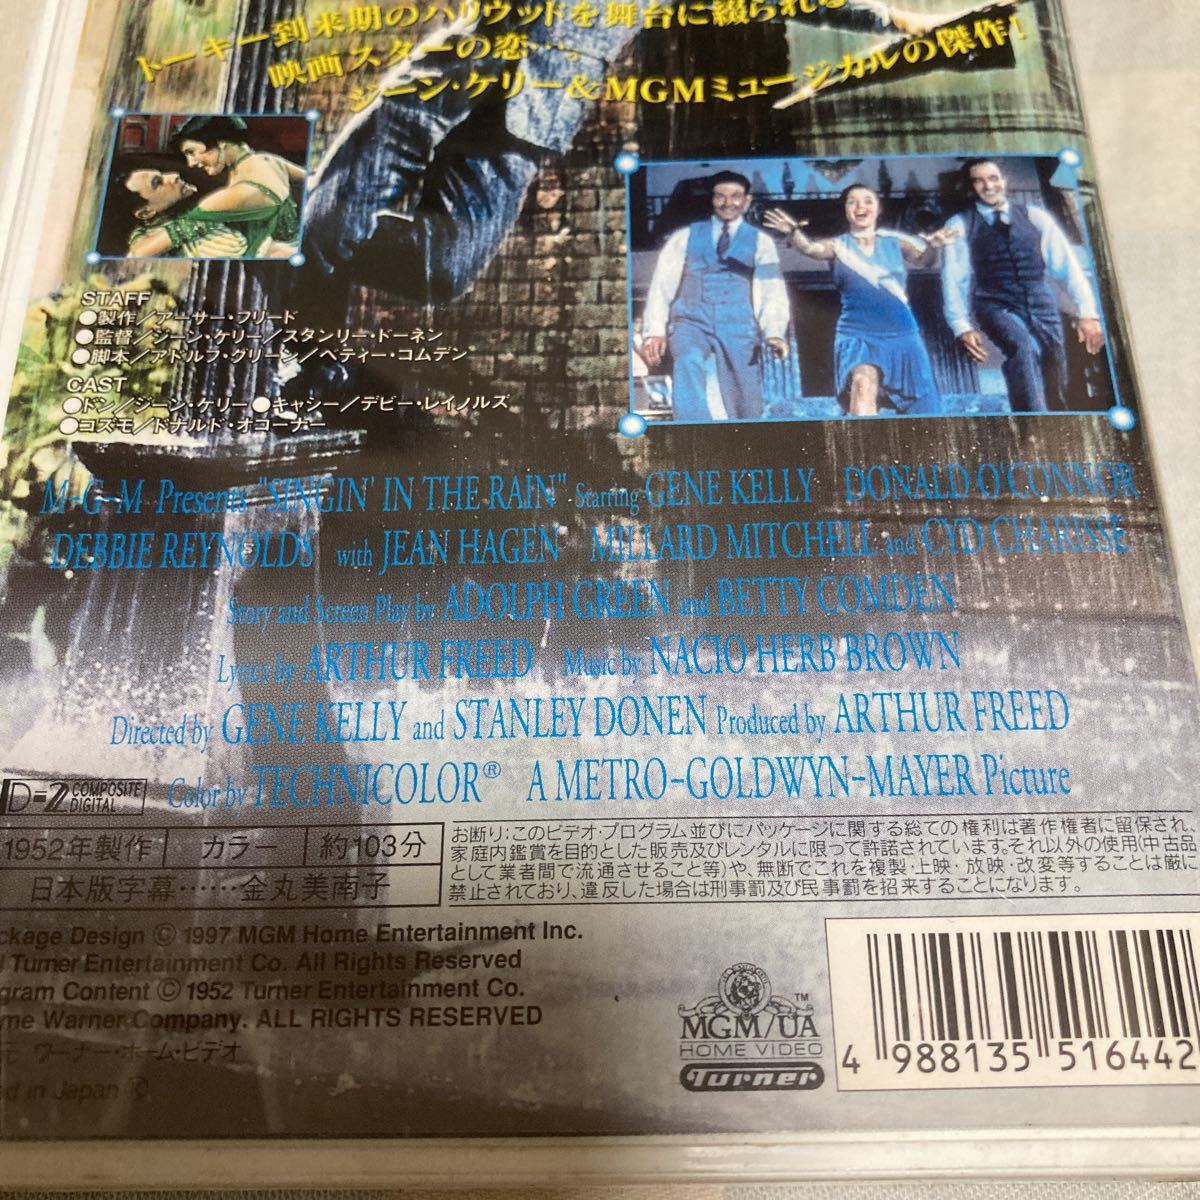 トーキー到来期のハリウッドを舞台に綴られる
映画スターの恋…。
ジーン・ケリー&MGMミュージカルの傑作!
STAFF
●製作/アーサー・フリード
●監督/ジーン・ケリー/スタンリー・ドーネン
●脚本/アドルフ・グリーン/ベティー・コムデン
CAST
●ドン/ジーン・ケリー ●キャシー/デビー・レイノルズ
●コズモ/ドナルド・オコーナー
M-G-M Presents "SINGIN' IN THE RAIN" Starring GENE KELLY DONALD O'CONNOR
DEBBIE REYNOLDS with JEAN HAGEN MILLARD MITCHELL and CYD CHARISSE
Story and Screen Play by ADOLPH GREEN and BETTY COMDEN
Lyrics by ARTHUR FREED Music by NACIO HERB BROWN
Directed by GENE KELLY and STANLEY DONEN Produced by ARTHUR FREED
Color by TECHNICOLOR® A METRO-GOLDWYN-MAYER Picture
D-2 COMPOSITE DIGITAL
1952年製作 カラー 約103分
日本版字幕……金丸美南子
お断り:このビデオ・プログラム並びにパッケージに関する総ての権利は著作権者に留保され、
家庭内鑑賞を目的とした販売及びレンタルに限って許諾されています。それ以外の使用(中古品
として業者間で流通させること等)や、無断でこれを複製・上映・放映・改変等することは厳に
禁止されており、違反した場合は刑事罰及び民事罰を招来することになります。
Design © 1997 MGM Home Entertainment Inc.
Turner Entertainment Co. All Rights Reserved
Content © 1952 Turner Entertainment Co.
Warner Company. ALL RIGHTS RESERVED
ワーナー・ホーム・ビデオ
in Japan
MGM/UA ™
HOME VIDEO
Turner
4 988135 516442